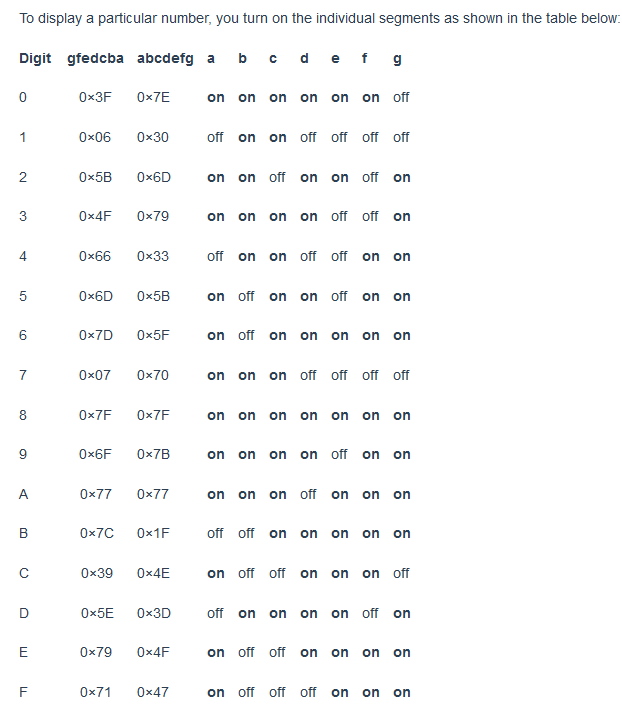 To display a particular number, you turn on the individual segments as shown in the table below:
Digit gfedcba abcdefg a b c d e f g
0 0×3F 0×7E on on on on on on off
1 0×06 0×30 off on on off off off off
2 0×5B 0×6D on on off on on off on
3 0×4F 0×79 on on on on off off on
4 0×66 0×33 off on on off off on on
5 0×6D 0×5B on off on on off on on
6 0×7D 0×5F on off on on on on on
7 0×07 0×70 on on on off off off off
8 0×7F 0×7F on on on on on on on
9 0×6F 0×7B on on on on off on on
A 0×77 0×77 on on on off on on on
B 0×7C 0×1F off off on on on on on
C 0×39 0×4E on off off on on on off
D 0×5E 0×3D off on on on on off on
E 0×79 0×4F on off off on on on on
F 0×71 0×47 on off off off on on on